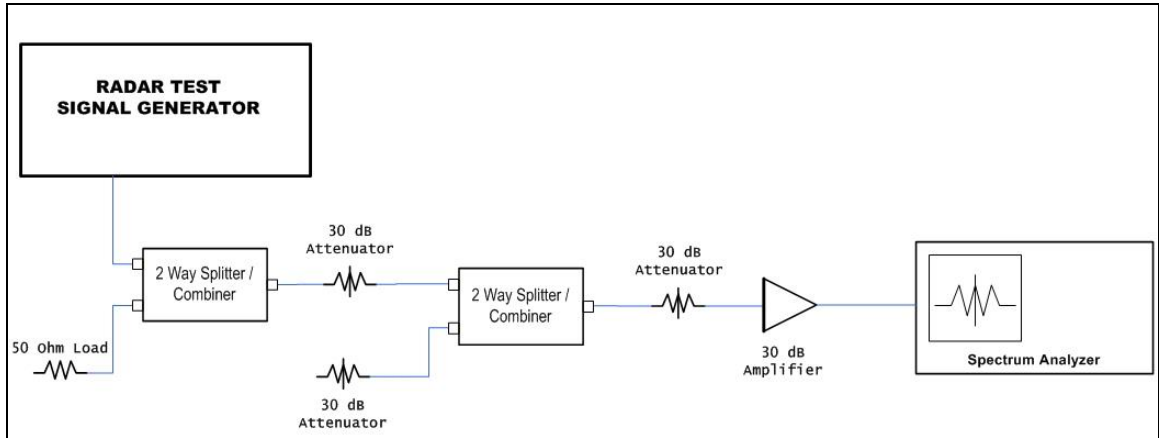 RADAR TEST
SIGNAL GENERATOR
2 Way Splitter /
Combiner
50 Ohm Load
30 dB
Attenuator
30 dB
Attenuator
2 Way Splitter /
Combiner
30 dB
Attenuator
30 dB
Amplifier
Spectrum Analyzer